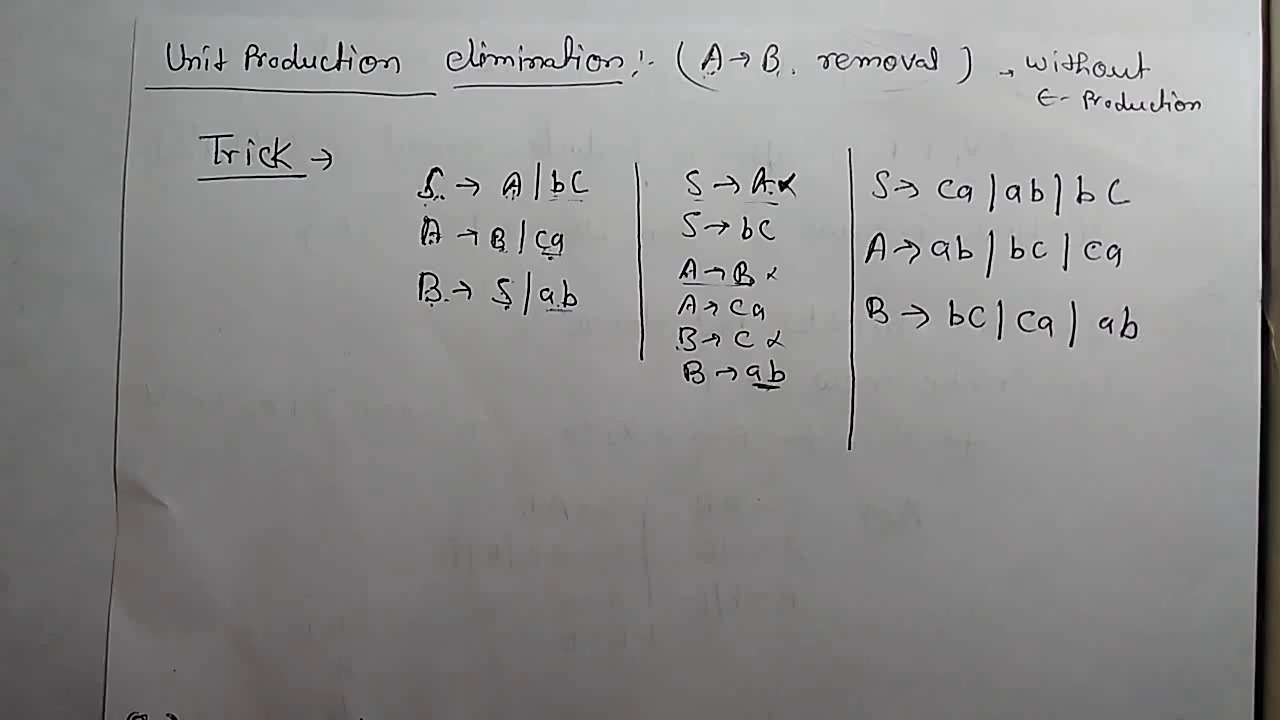 Unit Production elimination :- (A → B. removal) → without
ε- Production
Trick →
S → A | bC
A → B | Ca
B → S | ab
S → A x
S → bC
A → B x
A → Ca
B → C x
B → ab
S → Ca | ab | bC
A → ab | bC | Ca
B → bC | Ca | ab